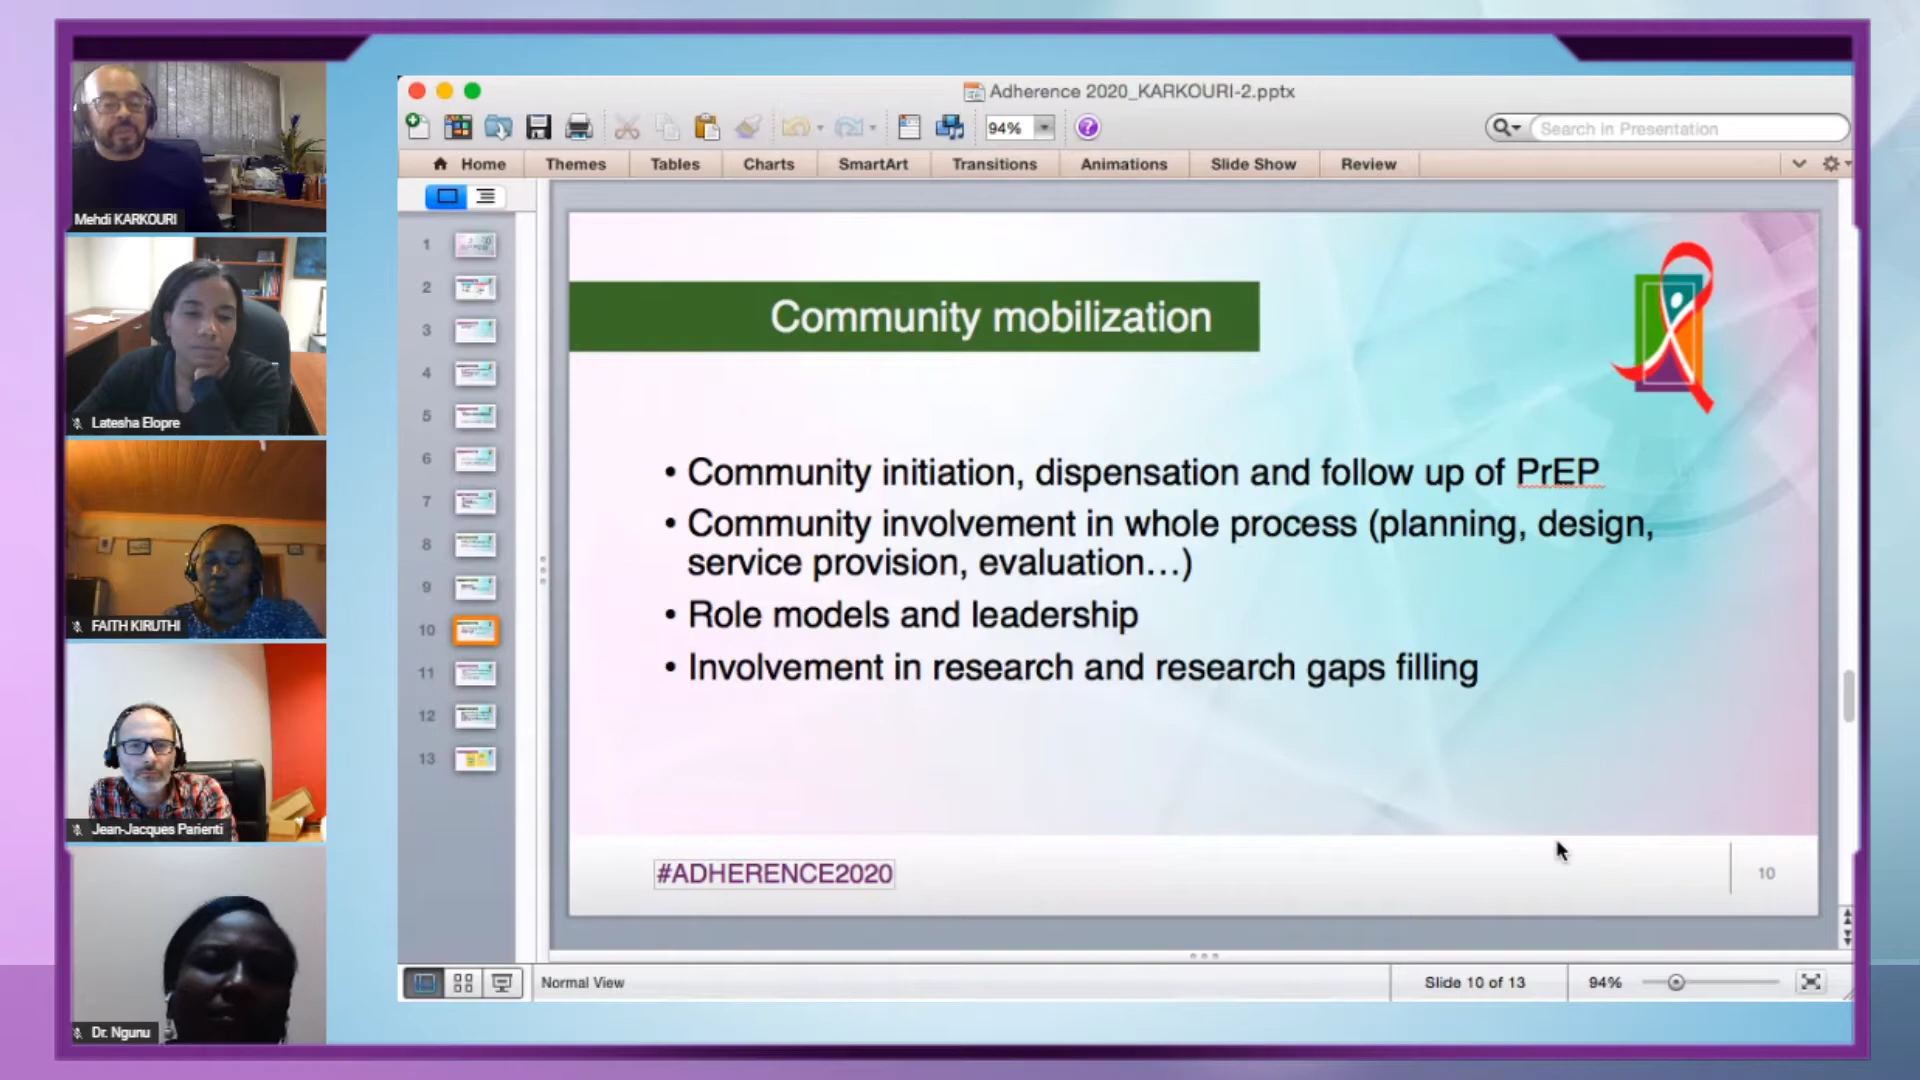 Mehdi KARKOURI
Latesha Elopre
FAITH KIRUTHI
Jean-Jacques Parienti
Dr. Ngunu
Adherence 2020_KARKOURI-2.pptx
94%
Search in Presentation
Home Themes Tables Charts SmartArt Transitions Animations Slide Show Review
1
2
3
4
5
6
7
8
9
10
11
12
13
Community mobilization
• Community initiation, dispensation and follow up of PrEP
• Community involvement in whole process (planning, design,
service provision, evaluation...)
• Role models and leadership
• Involvement in research and research gaps filling
#ADHERENCE2020
10
Normal View
Slide 10 of 13
94%